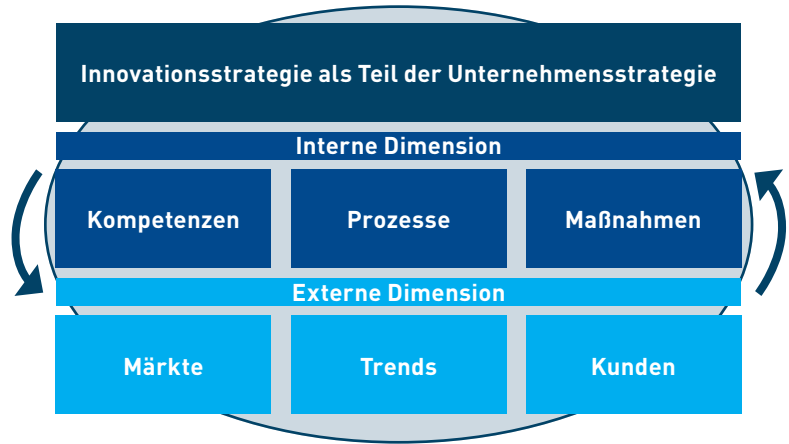 Innovationsstrategie als Teil der Unternehmensstrategie
Interne Dimension
Kompetenzen
Prozesse
Maßnahmen
Externe Dimension
Märkte
Trends
Kunden